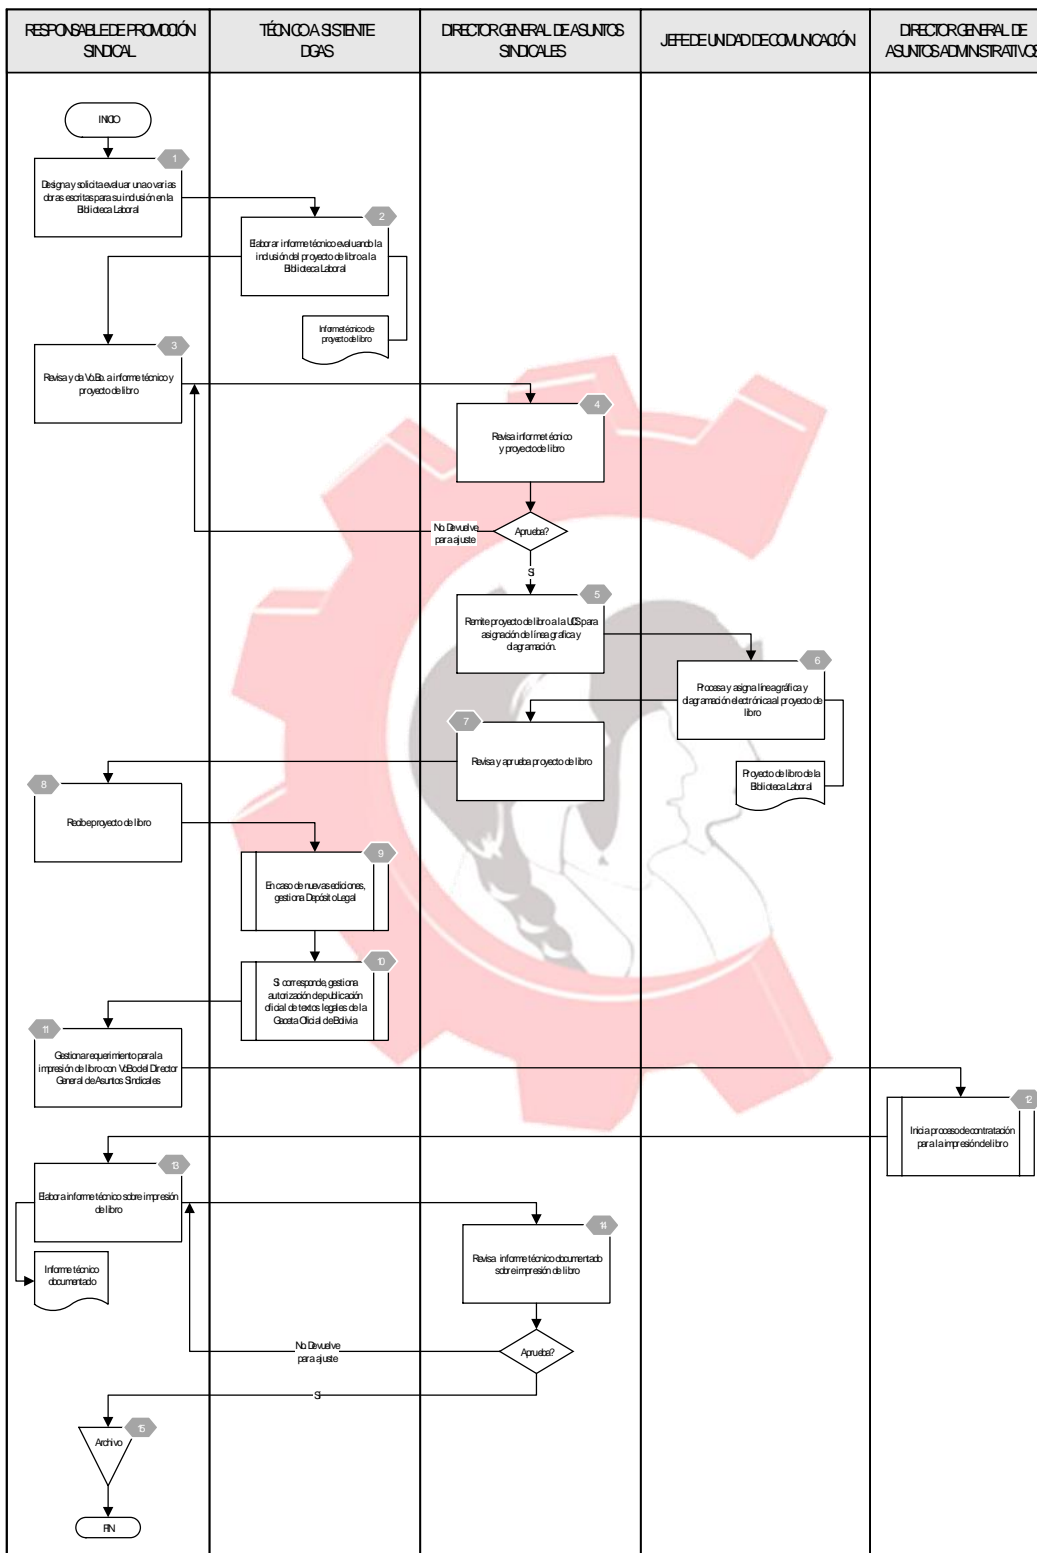 RESPONSABLE DE PROMOCIÓN
SINDICAL
TÉCNICO ASISTENTE
DGAS
DIRECTOR GENERAL DE ASUNTOS
SINDICALES
JEFE DE UNIDAD DE COMUNICACIÓN
DIRECTOR GENERAL DE
ASUNTOS ADMINISTRATIVOS
INICIO
1
Designa y solicita evaluar una o varias
obras escritas para su inclusión en la
Biblioteca Laboral
2
Elaborar informe técnico evaluando la
inclusión del proyecto de libro a la
Biblioteca Laboral
Informe técnico de
proyecto de libro
3
Revisa y da Vo.Bo. a informe técnico y
proyecto de libro
4
Revisa informe técnico
y proyecto de libro
Aprueba?
No. Devuelve
para ajuste
Si
5
Remite proyecto de libro a la UCS para
asignación de línea grafica y
diagramación.
6
Procesa y asigna línea gráfica y
diagramación electrónica al proyecto de
libro
Proyecto de libro de la
Biblioteca Laboral
7
Revisa y aprueba proyecto de libro
8
Recibe proyecto de libro
9
En caso de nuevas ediciones,
gestiona Depósito Legal
10
Si corresponde, gestiona
autorización de publicación
oficial de textos legales de la
Gaceta Oficial de Bolivia
11
Gestiona requerimiento para la
impresión de libro con VoBo del Director
General de Asuntos Sindicales
12
Inicia proceso de contratación
para la impresión de libro
13
Elabora informe técnico sobre impresión
de libro
Informe técnico
documentado
14
Revisa informe técnico documentado
sobre impresión de libro
Aprueba?
No. Devuelve
para ajuste
Si
15
Archivo
FIN